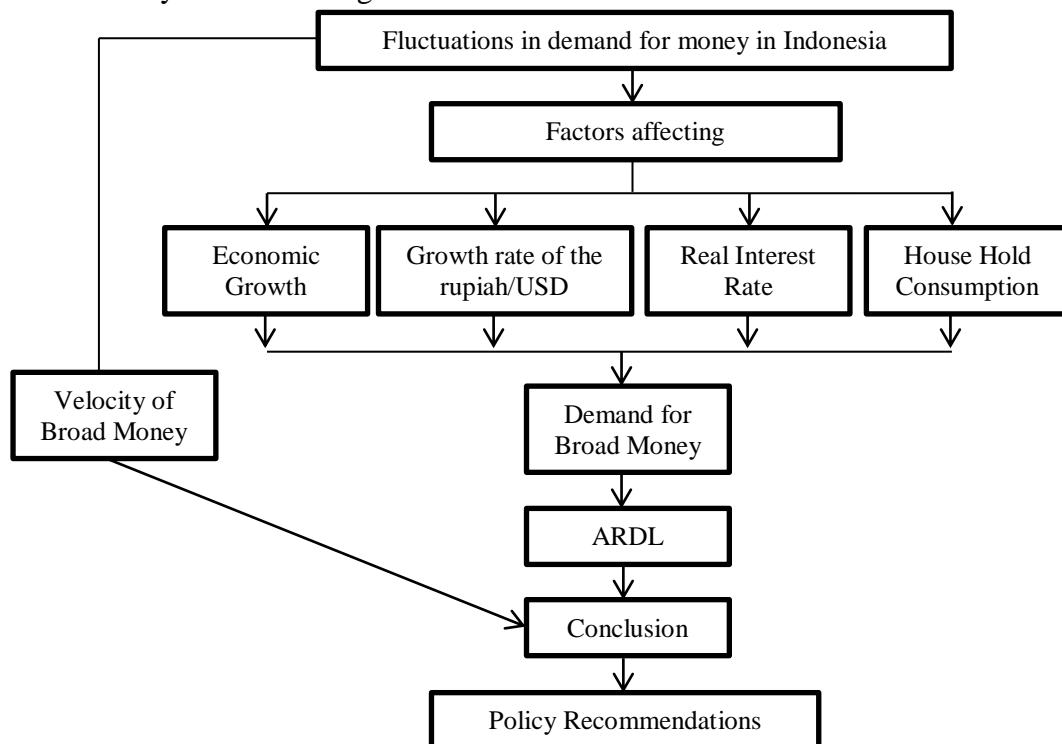 Fluctuations in demand for money in Indonesia
Factors affecting
Economic
Growth
Growth rate of the
rupiah/USD
Real Interest
Rate
House Hold
Consumption
Velocity of
Broad Money
Demand for
Broad Money
ARDL
Conclusion
Policy Recommendations